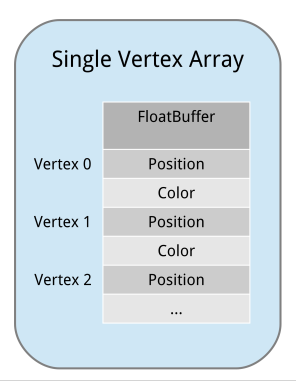 Single Vertex Array
FloatBuffer
Vertex 0 Position
Color
Vertex 1 Position
Color
Vertex 2 Position
...